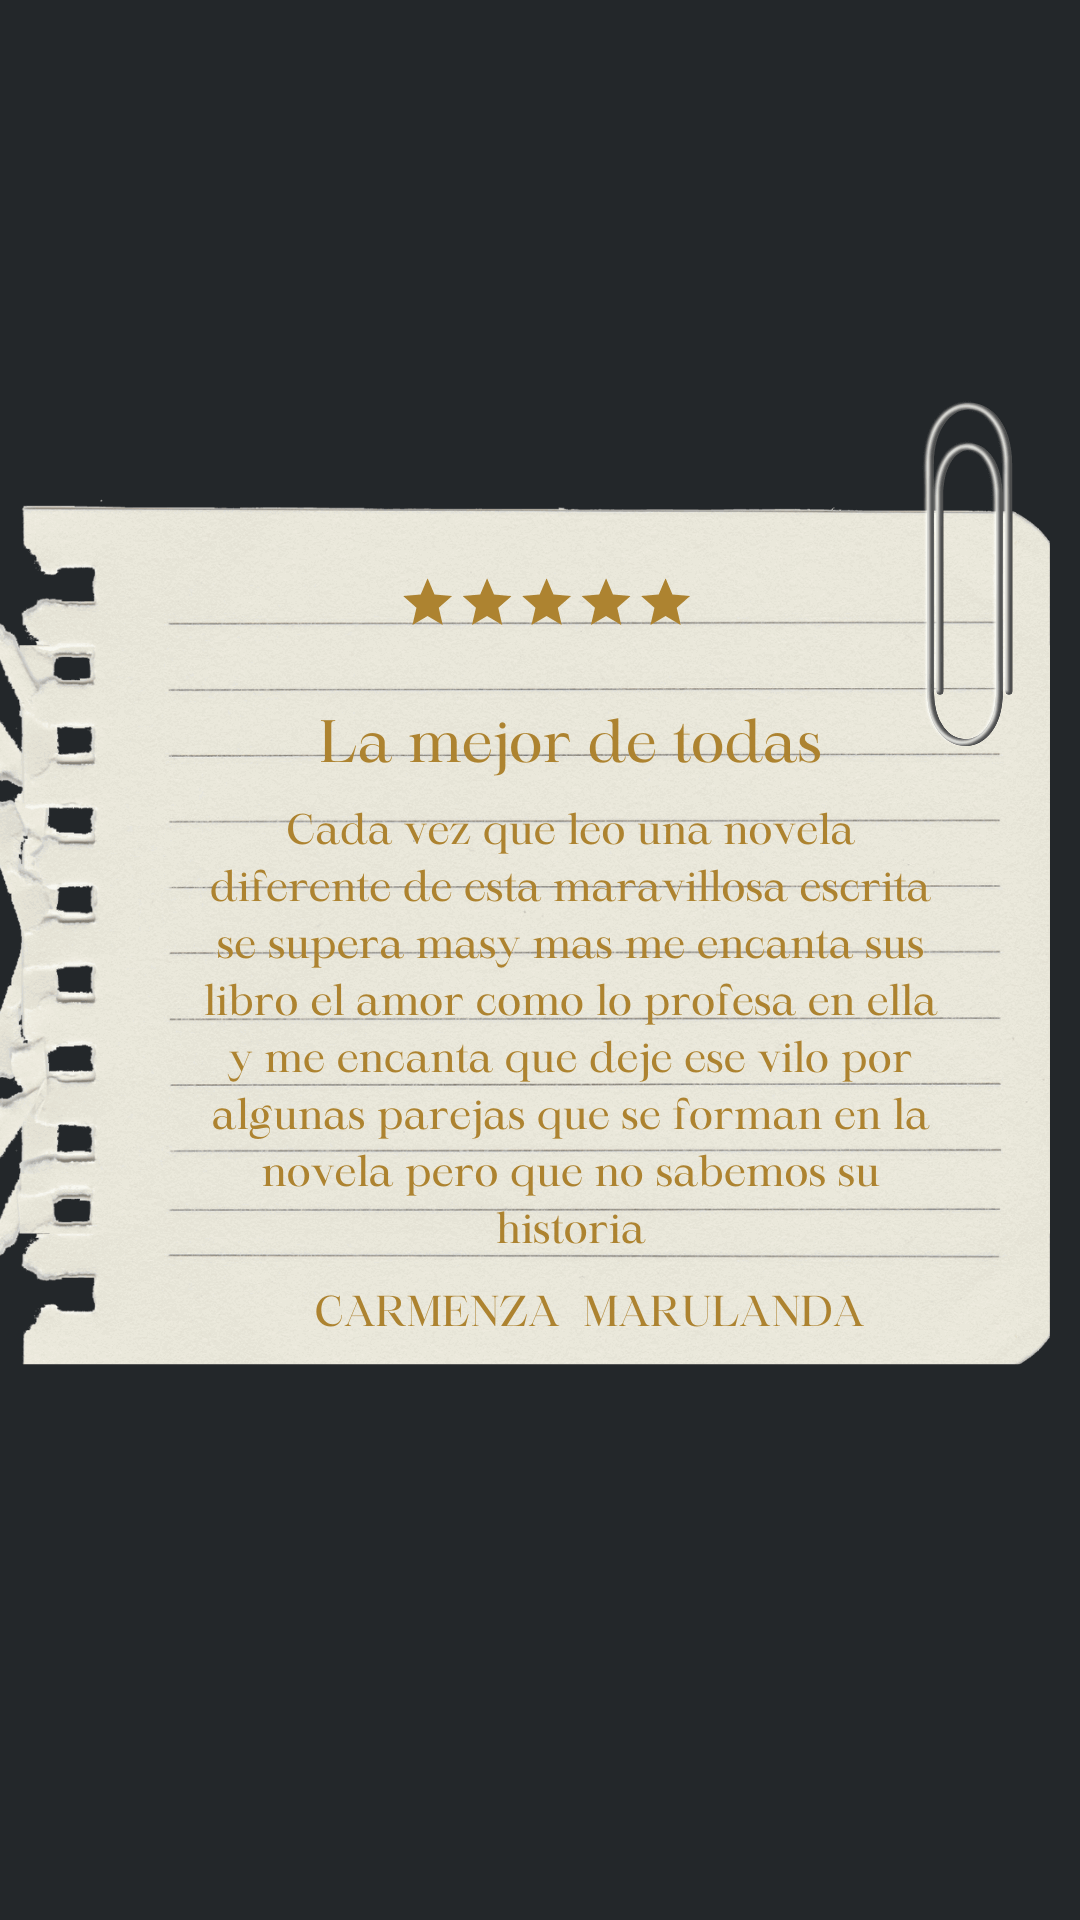 La mejor de todas
Cada vez que leo una novela
diferente de esta maravillosa escrita
se supera masy mas me encanta sus
libro el amor como lo profesa en ella
y me encanta que deje ese vilo por
algunas parejas que se forman en la
novela pero que no sabemos su
historia
CARMENZA MARULANDA